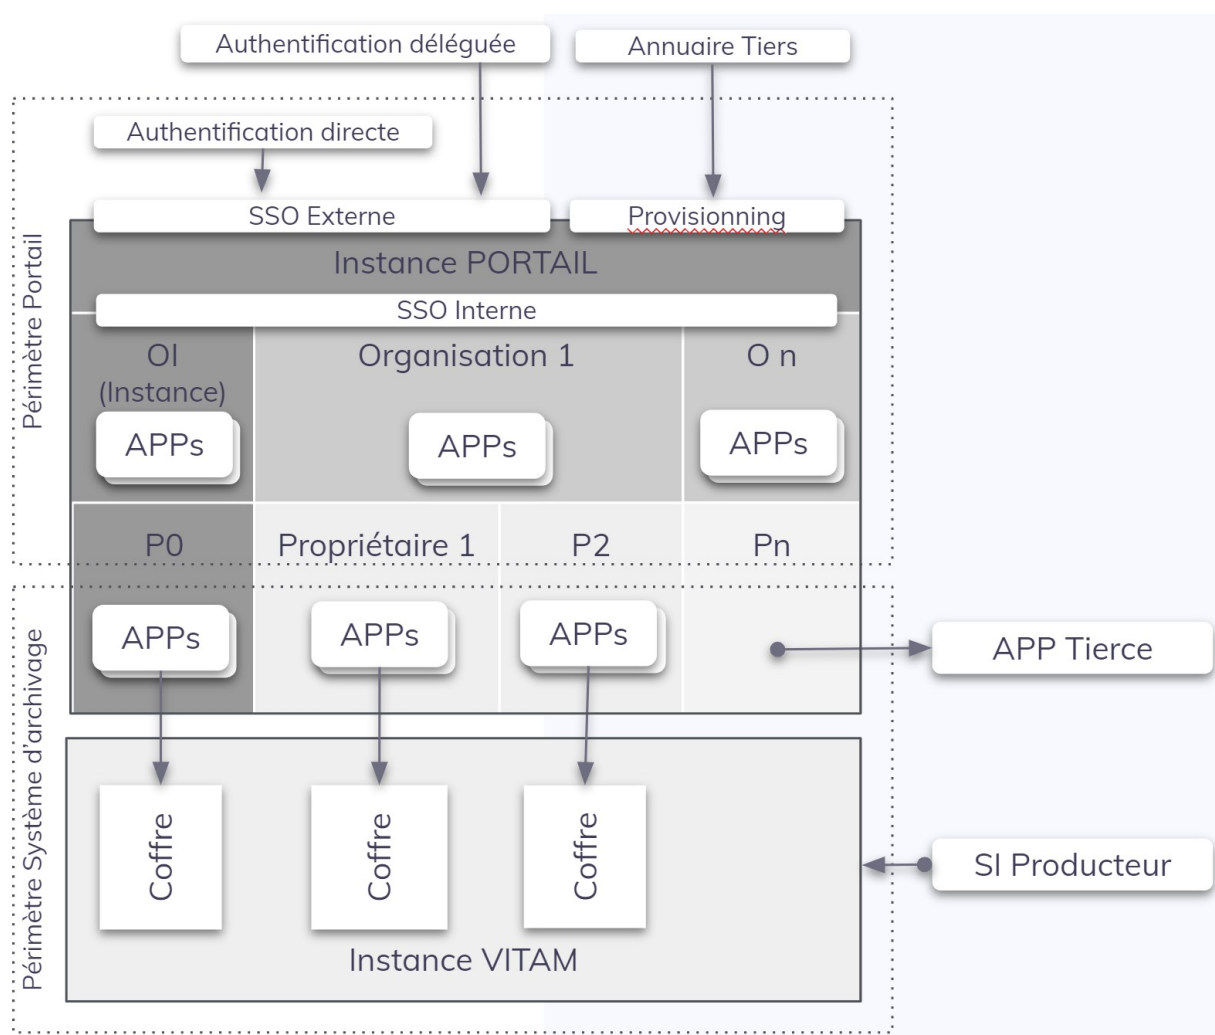 Authentification déléguée
Annuaire Tiers
Authentification directe
SSO Externe
Provisionning
Périmètre Portail
Instance PORTAIL
SSO Interne
OI
(Instance)
Organisation 1
O n
APPs
APPs
APPs
P0
Propriétaire 1
P2
Pn
Périmètre Système d'archivage
APPs
APPs
APPs
APP Tierce
Coffre
Coffre
Coffre
SI Producteur
Instance VITAM